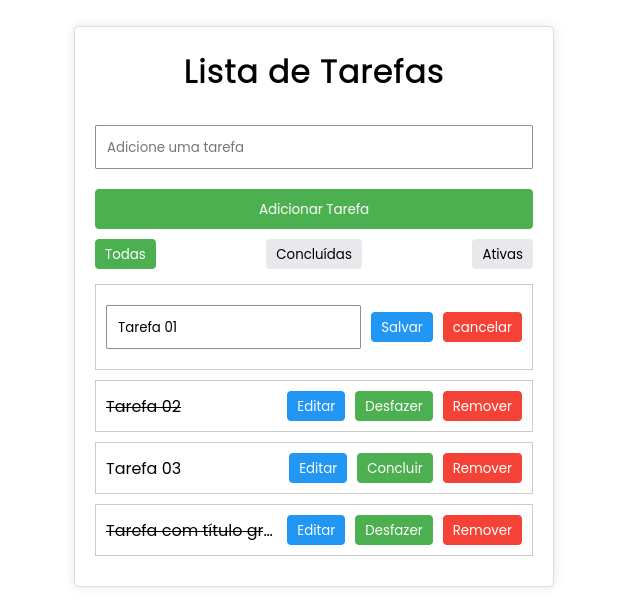 Lista de Tarefas
Adicione uma tarefa
Adicionar Tarefa
Todas Concluídas Ativas
Tarefa 01 Salvar cancelar
Tarefa 02 Editar Desfazer Remover
Tarefa 03 Editar Concluir Remover
Tarefa com título gr... Editar Desfazer Remover